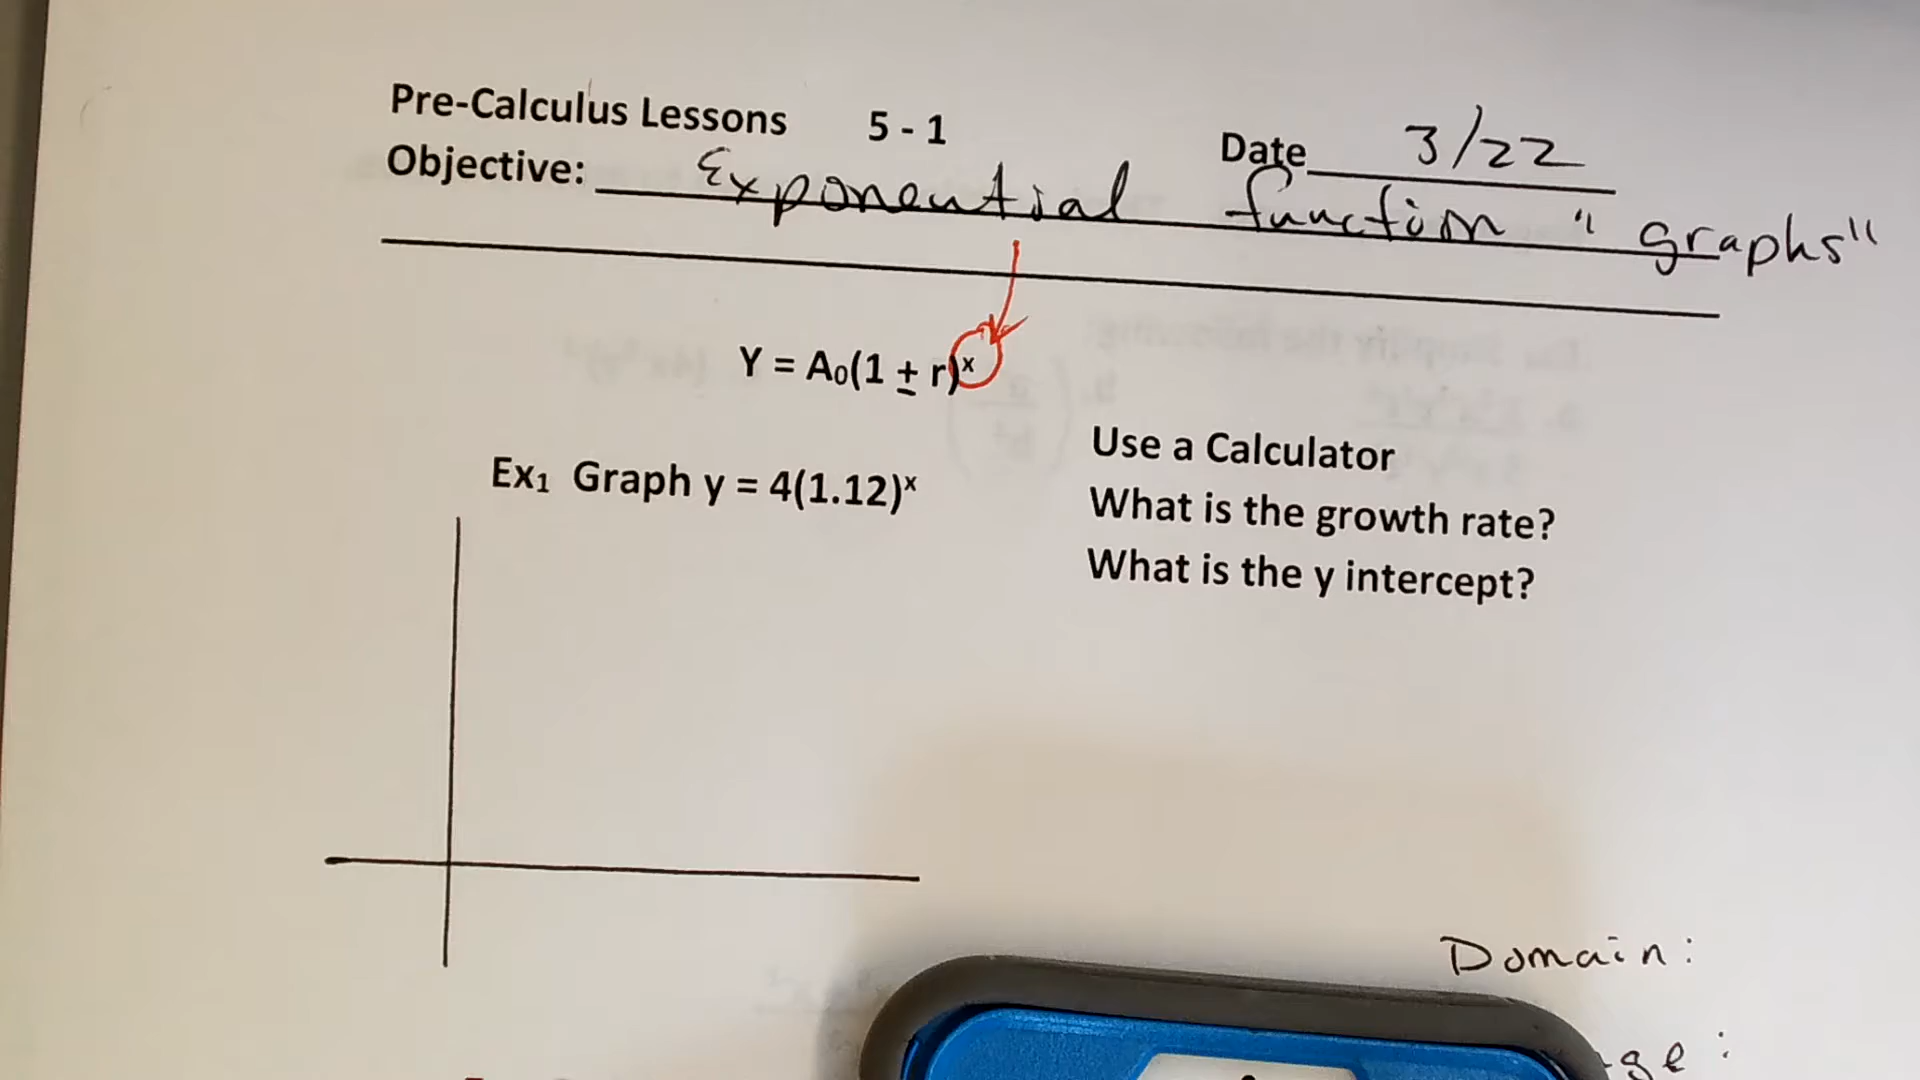 Pre-Calculus Lessons 5 - 1 Date 3/22
Objective: Exponential function "graphs"
Y = A₀(1 ± r)ˣ
Ex₁ Graph y = 4(1.12)ˣ
Use a Calculator
What is the growth rate?
What is the y intercept?
Domain: